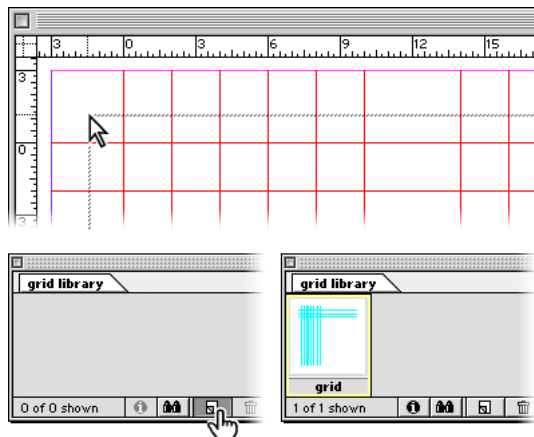 3 0 3 6 9 12 15
3
0
3
grid library
0 of 0 shown
grid library
grid
1 of 1 shown